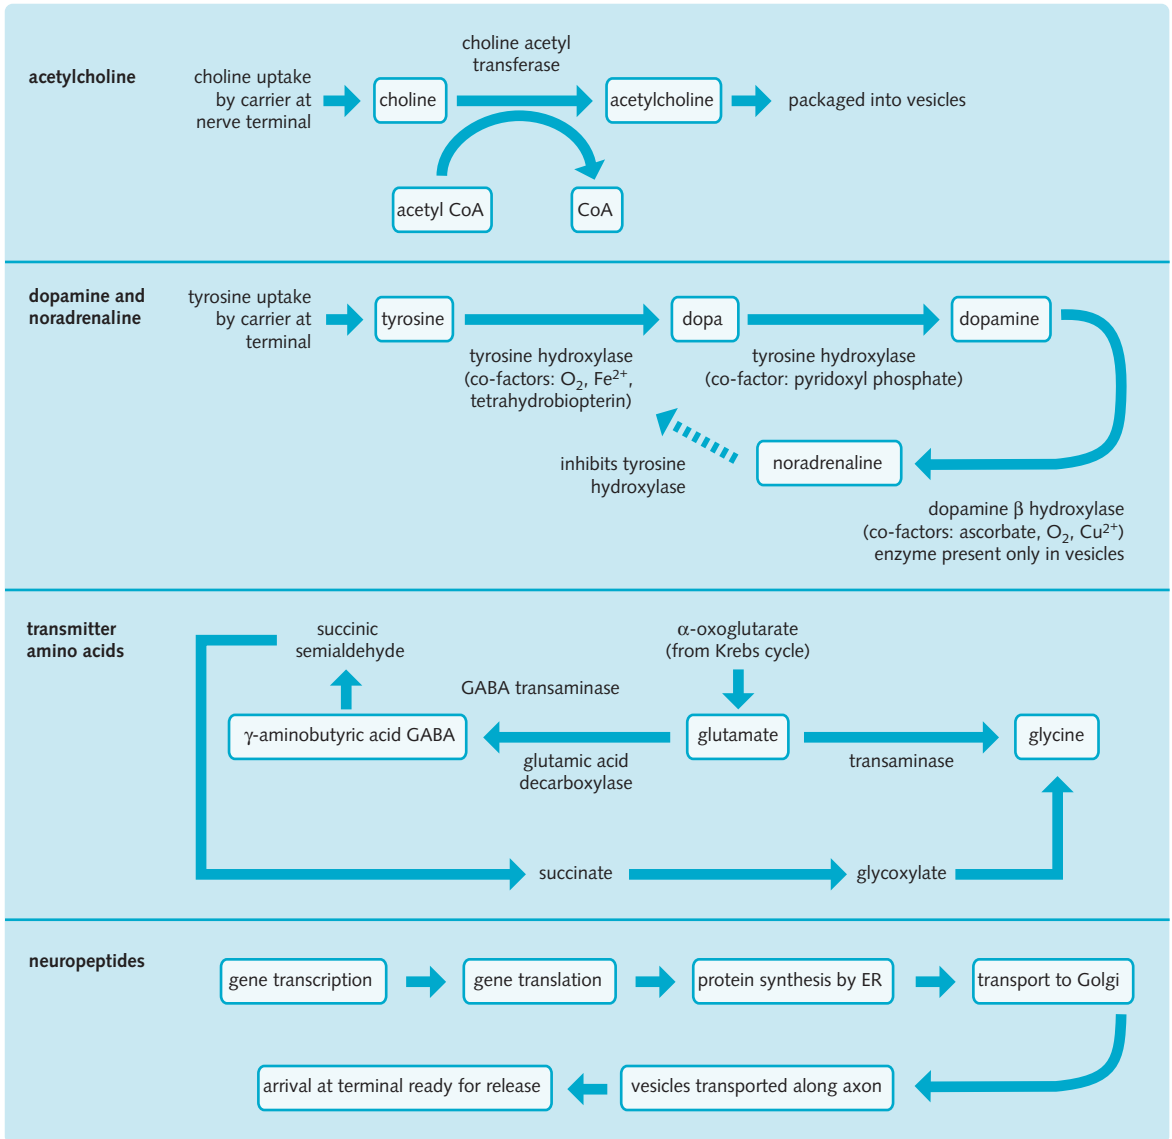 acetylcholine
choline uptake
by carrier at
nerve terminal
choline
choline acetyl
transferase
acetylcholine
packaged into vesicles
acetyl CoA
CoA
dopamine and
noradrenaline
tyrosine uptake
by carrier at
terminal
tyrosine
tyrosine hydroxylase
(co-factors: O₂, Fe²⁺,
tetrahydrobiopterin)
dopa
tyrosine hydroxylase
(co-factor: pyridoxyl phosphate)
dopamine
inhibits tyrosine
hydroxylase
noradrenaline
dopamine β hydroxylase
(co-factors: ascorbate, O₂, Cu²⁺)
enzyme present only in vesicles
transmitter
amino acids
succinic
semialdehyde
α-oxoglutarate
(from Krebs cycle)
GABA transaminase
γ-aminobutyric acid GABA
glutamic acid
decarboxylase
glutamate
transaminase
glycine
succinate
glycoxylate
neuropeptides
gene transcription
gene translation
protein synthesis by ER
transport to Golgi
arrival at terminal ready for release
vesicles transported along axon